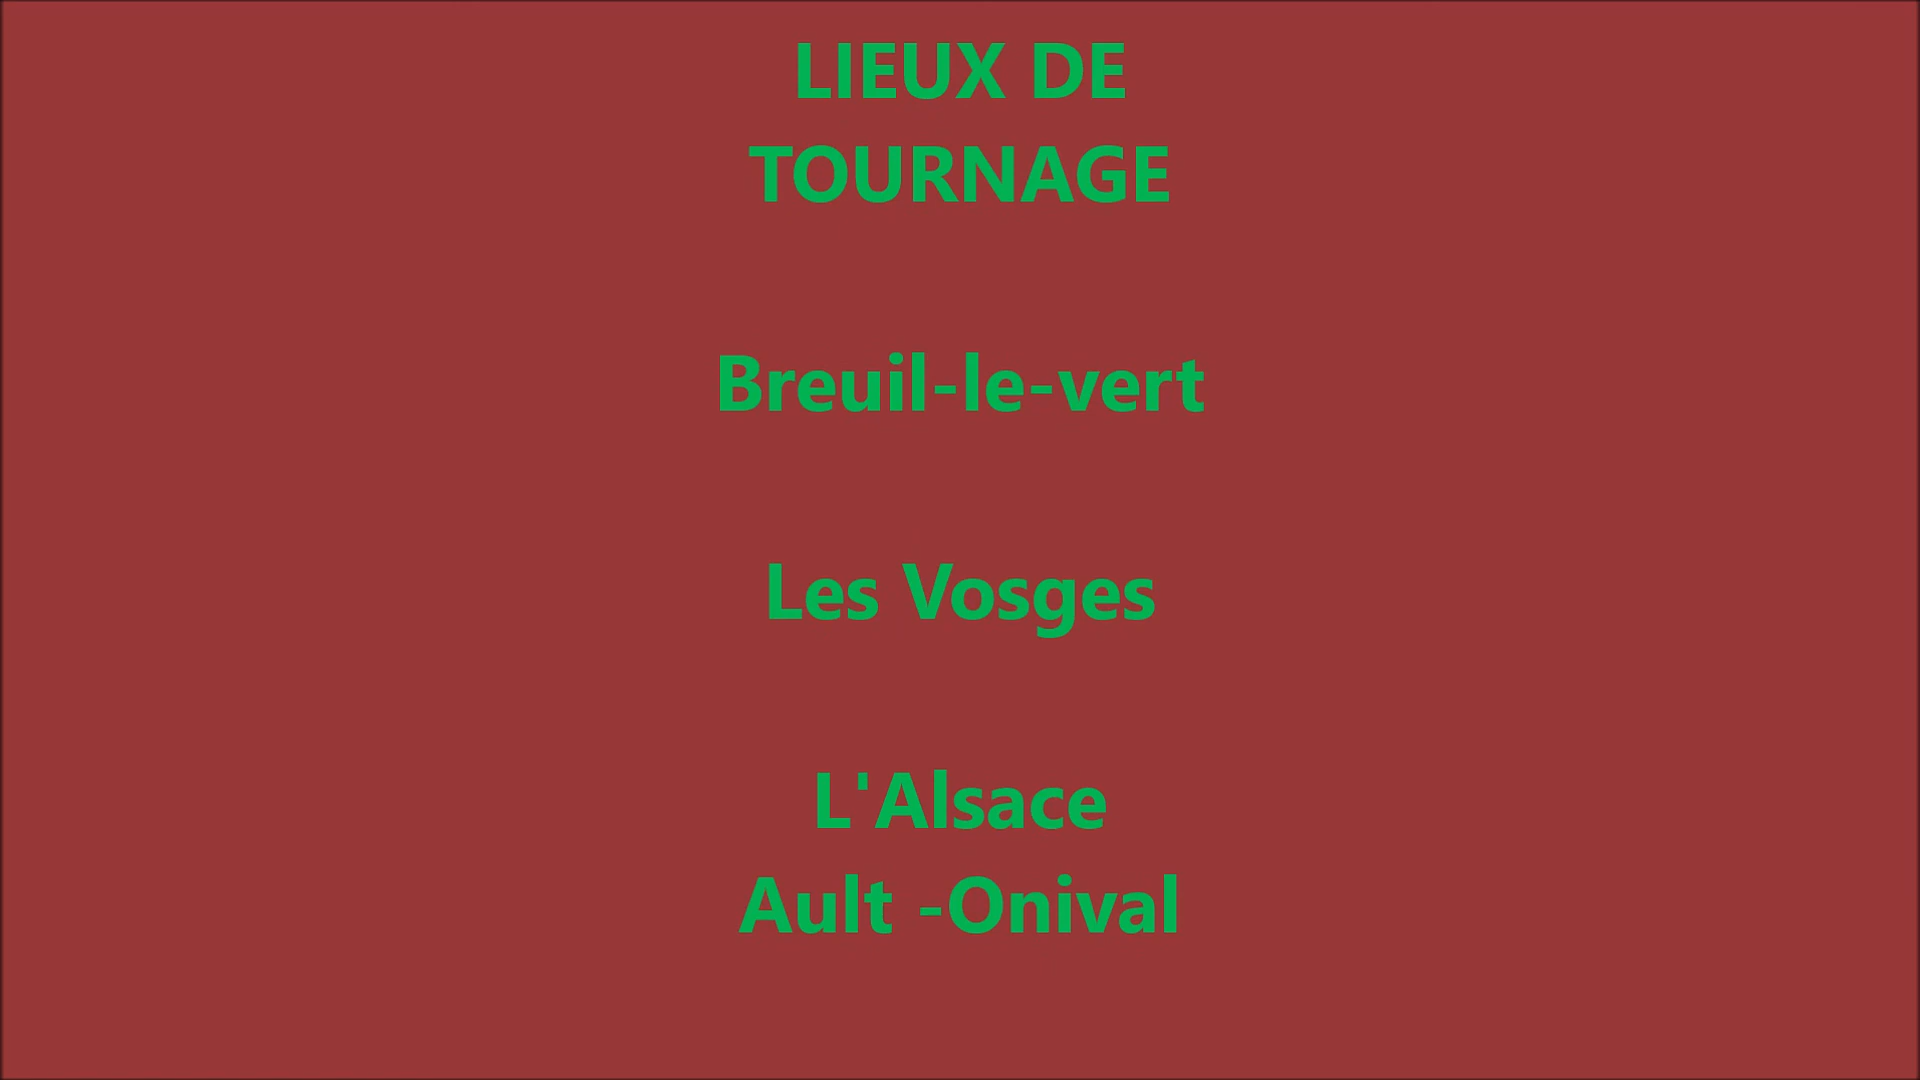 LIEUX DE
TOURNAGE
Breuil-le-vert
Les Vosges
L'Alsace
Ault -Onival